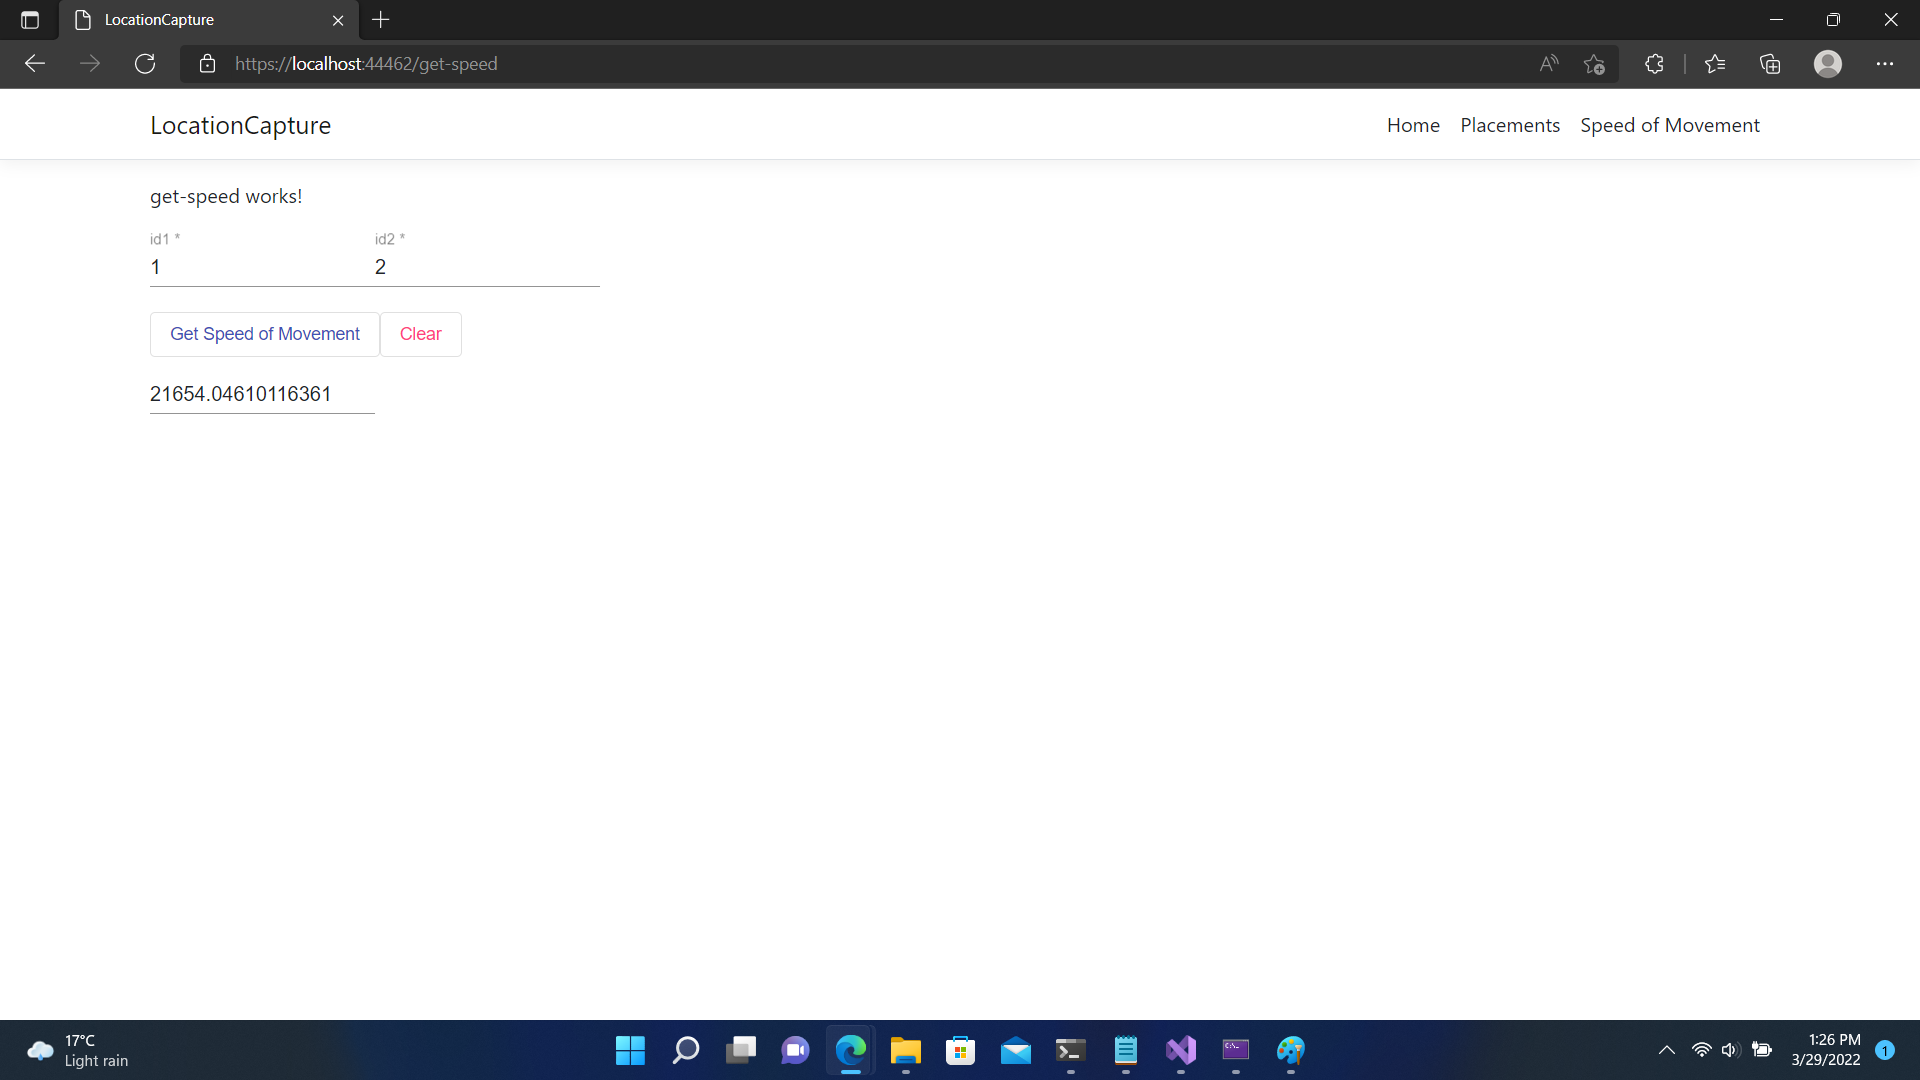 LocationCapture
https://localhost:44462/get-speed
LocationCapture
Home Placements Speed of Movement
get-speed works!
id1 * id2 *
1 2
Get Speed of Movement Clear
21654.04610116361
17°C
Light rain
1:26 PM
3/29/2022
1